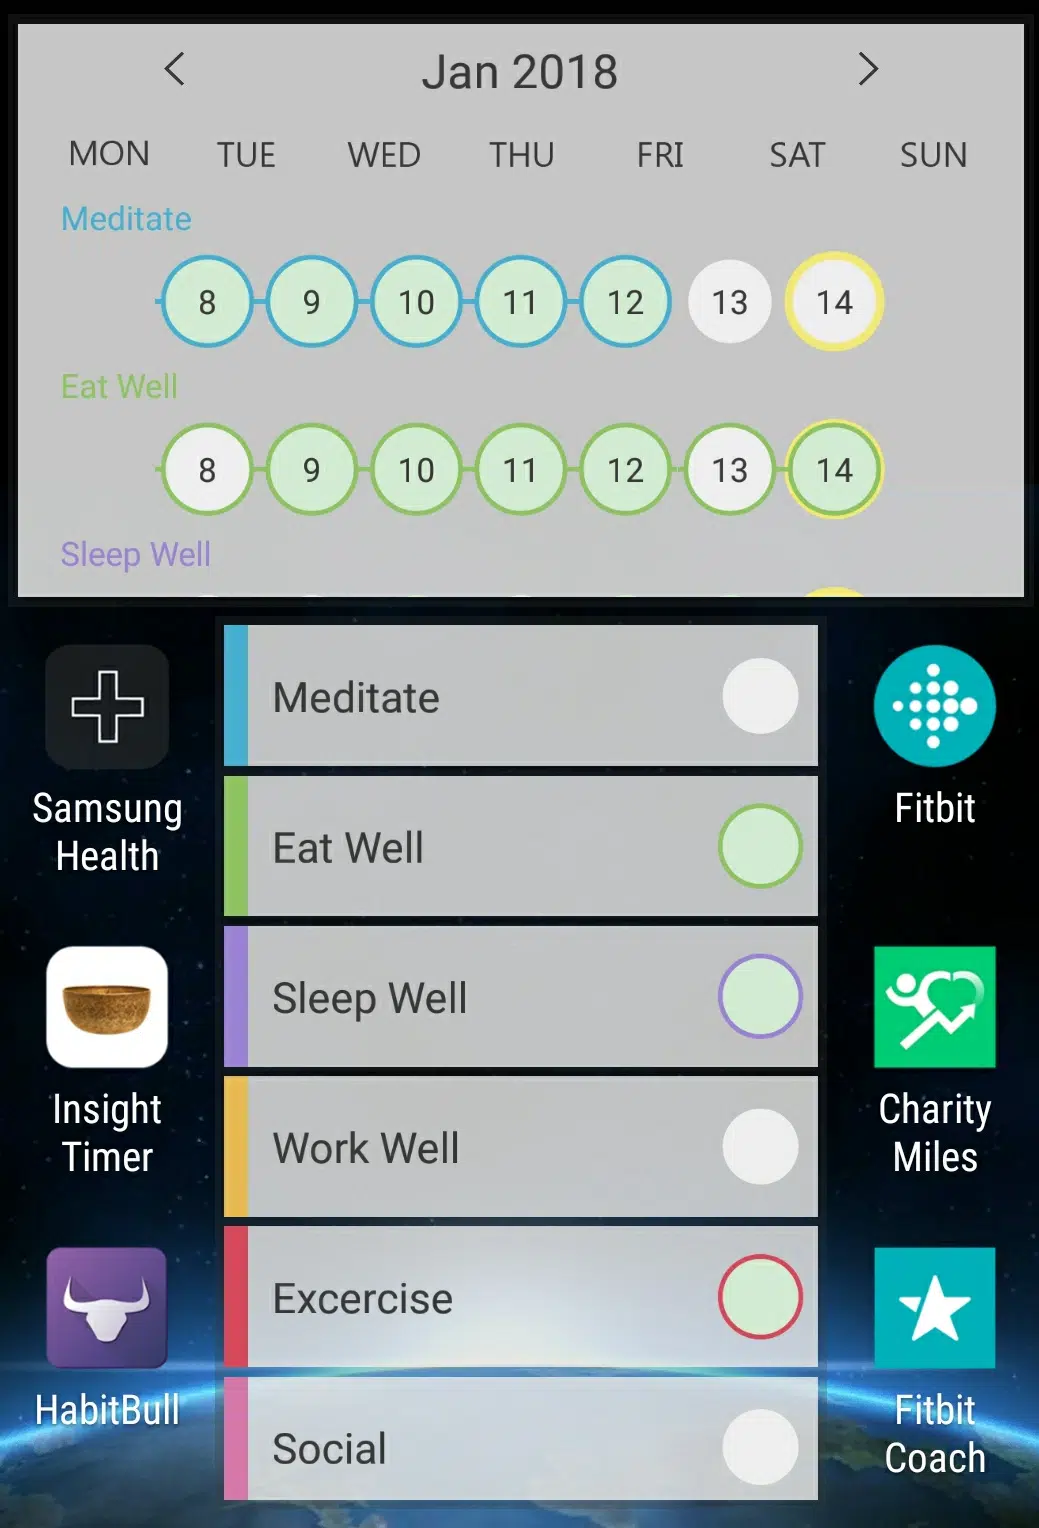 Jan 2018
MON TUE WED THU FRI SAT SUN
Meditate
8 9 10 11 12 13 14
Eat Well
8 9 10 11 12 13 14
Sleep Well
Meditate
Eat Well
Sleep Well
Work Well
Excercise
Social
Samsung
Health
Insight
Timer
HabitBull
Fitbit
Charity
Miles
Fitbit
Coach